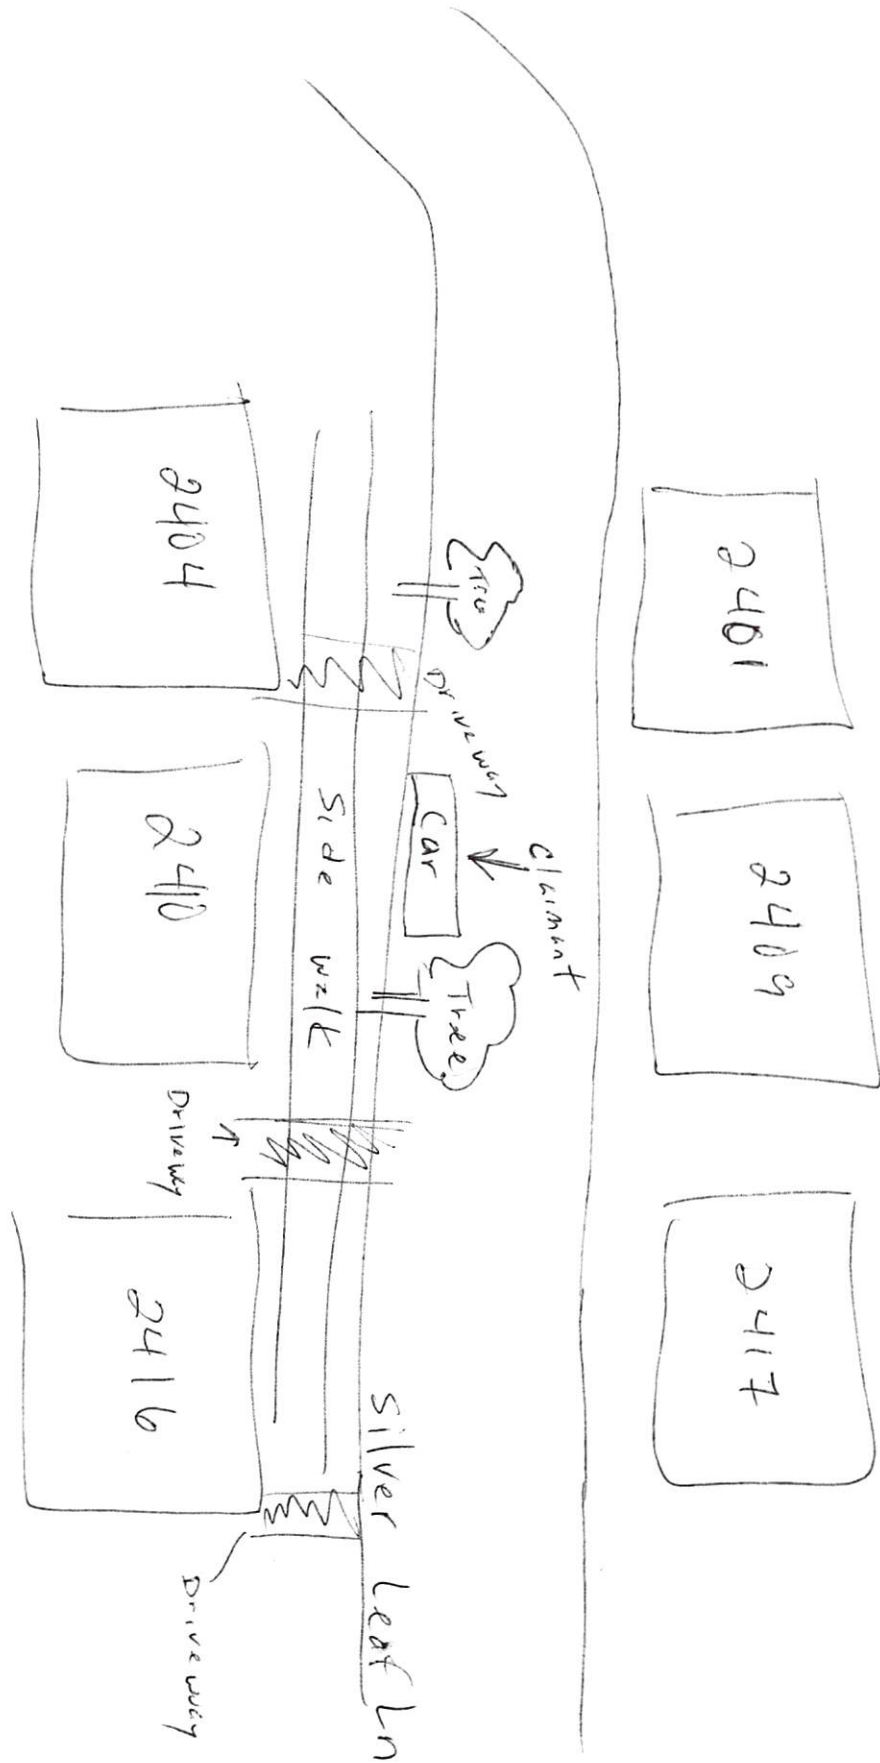 2401
2409
2417
Claimant
Tree
Car
Tree
Driveway
Silver Leaf Ln
Side walk
2404
2410
2416
Driveway
Driveway